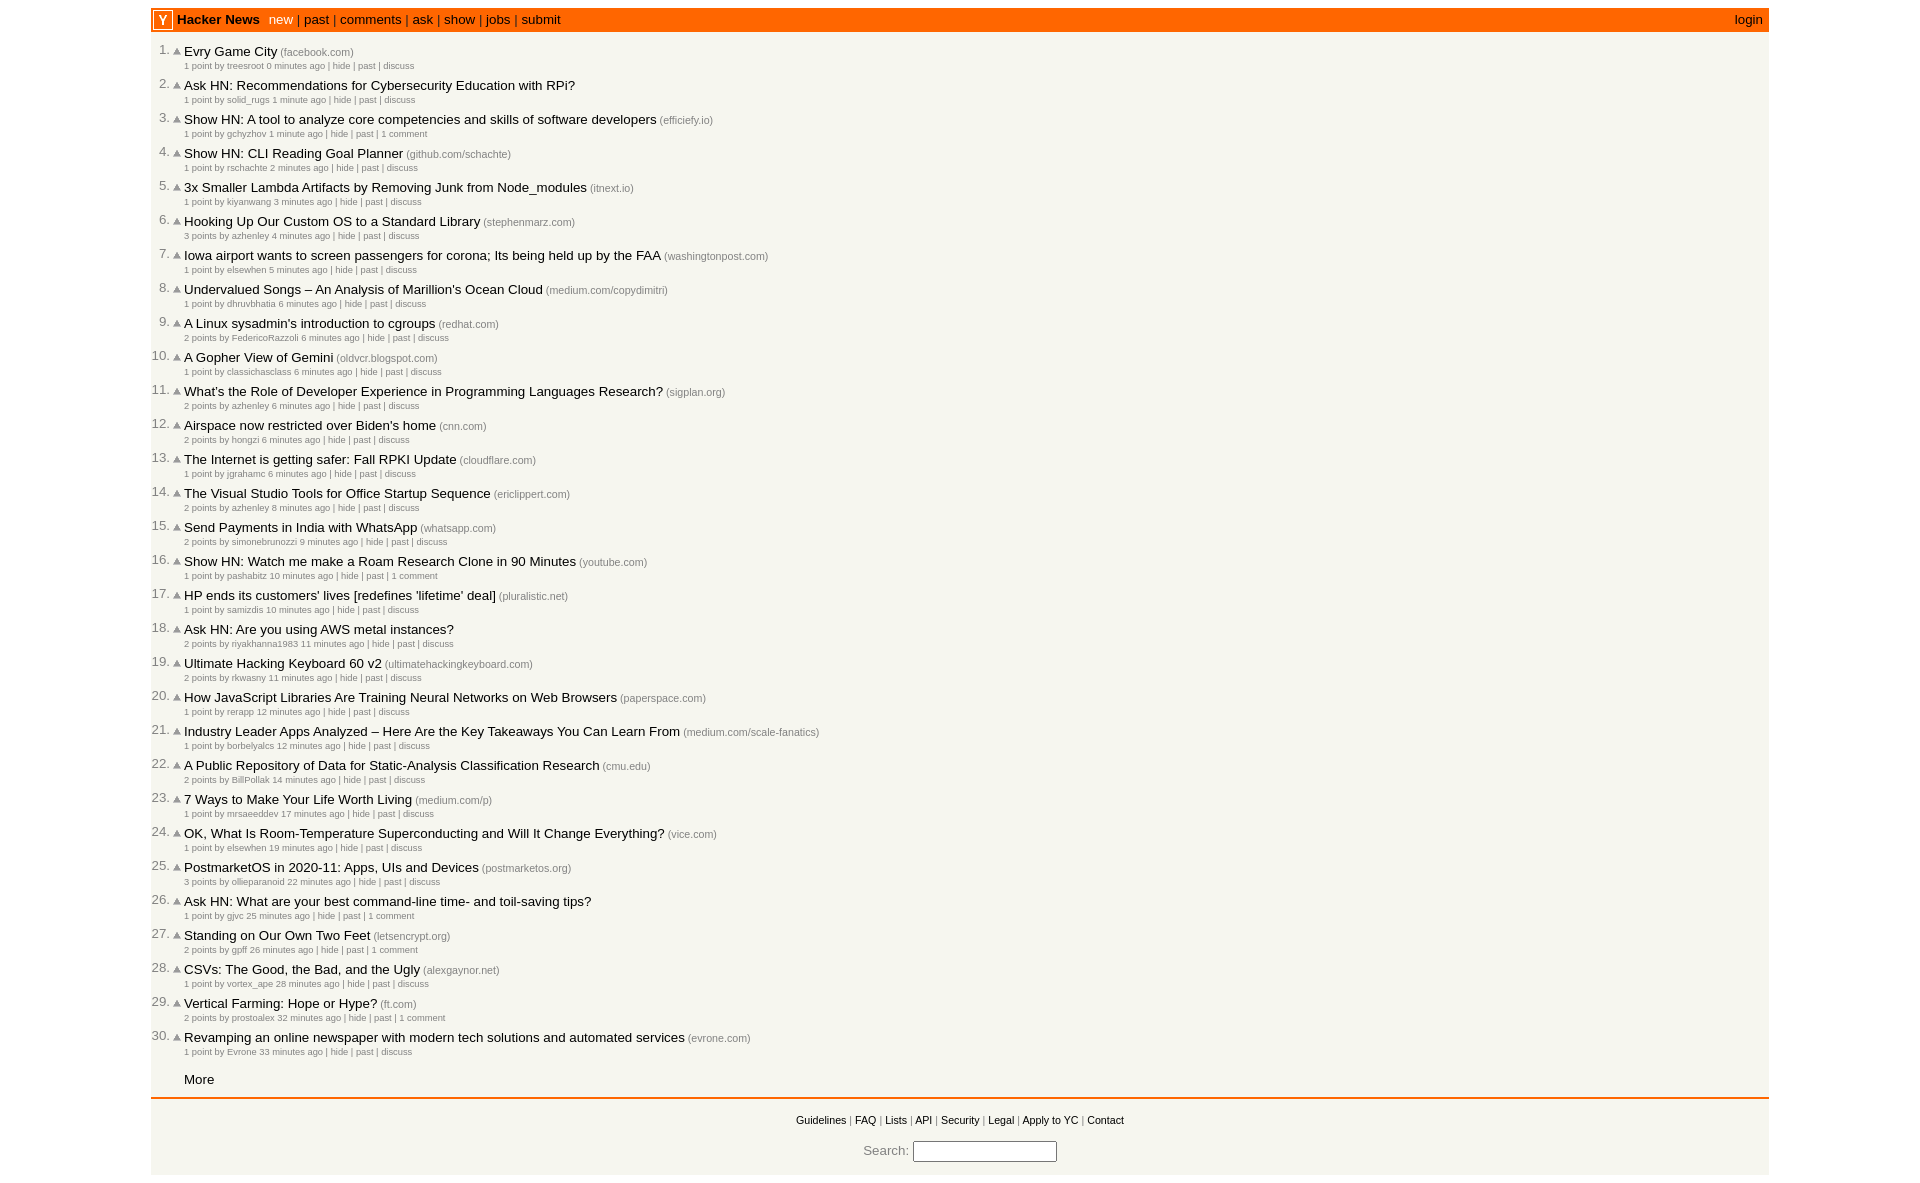 Y Hacker News new | past | comments | ask | show | jobs | submit login
1. Evry Game City (facebook.com)
1 point by treesroot 0 minutes ago | hide | past | discuss
2. Ask HN: Recommendations for Cybersecurity Education with RPi?
1 point by solid_rugs 1 minute ago | hide | past | discuss
3. Show HN: A tool to analyze core competencies and skills of software developers (efficiefy.io)
1 point by gchyzhov 1 minute ago | hide | past | 1 comment
4. Show HN: CLI Reading Goal Planner (github.com/schachte)
1 point by rschachte 2 minutes ago | hide | past | discuss
5. 3x Smaller Lambda Artifacts by Removing Junk from Node_modules (itnext.io)
1 point by kiyanwang 3 minutes ago | hide | past | discuss
6. Hooking Up Our Custom OS to a Standard Library (stephenmarz.com)
3 points by azhenley 4 minutes ago | hide | past | discuss
7. Iowa airport wants to screen passengers for corona; Its being held up by the FAA (washingtonpost.com)
1 point by elsewhen 5 minutes ago | hide | past | discuss
8. Undervalued Songs – An Analysis of Marillion's Ocean Cloud (medium.com/copydimitri)
1 point by dhruvbhatia 6 minutes ago | hide | past | discuss
9. A Linux sysadmin's introduction to cgroups (redhat.com)
2 points by FedericoRazzoli 6 minutes ago | hide | past | discuss
10. A Gopher View of Gemini (oldvcr.blogspot.com)
1 point by classichasclass 6 minutes ago | hide | past | discuss
11. What's the Role of Developer Experience in Programming Languages Research? (sigplan.org)
2 points by azhenley 6 minutes ago | hide | past | discuss
12. Airspace now restricted over Biden's home (cnn.com)
2 points by hongzi 6 minutes ago | hide | past | discuss
13. The Internet is getting safer: Fall RPKI Update (cloudflare.com)
1 point by jgrahamc 6 minutes ago | hide | past | discuss
14. The Visual Studio Tools for Office Startup Sequence (ericlippert.com)
2 points by azhenley 8 minutes ago | hide | past | discuss
15. Send Payments in India with WhatsApp (whatsapp.com)
2 points by simonebrunozzi 9 minutes ago | hide | past | discuss
16. Show HN: Watch me make a Roam Research Clone in 90 Minutes (youtube.com)
1 point by pashabitz 10 minutes ago | hide | past | 1 comment
17. HP ends its customers' lives [redefines 'lifetime' deal] (pluralistic.net)
1 point by samizdis 10 minutes ago | hide | past | discuss
18. Ask HN: Are you using AWS metal instances?
2 points by riyakhanna1983 11 minutes ago | hide | past | discuss
19. Ultimate Hacking Keyboard 60 v2 (ultimatehackingkeyboard.com)
2 points by rkwasny 11 minutes ago | hide | past | discuss
20. How JavaScript Libraries Are Training Neural Networks on Web Browsers (paperspace.com)
1 point by rerapp 12 minutes ago | hide | past | discuss
21. Industry Leader Apps Analyzed – Here Are the Key Takeaways You Can Learn From (medium.com/scale-fanatics)
1 point by borbelyalcs 12 minutes ago | hide | past | discuss
22. A Public Repository of Data for Static-Analysis Classification Research (cmu.edu)
2 points by BillPollak 14 minutes ago | hide | past | discuss
23. 7 Ways to Make Your Life Worth Living (medium.com/p)
1 point by mrsaeeddev 17 minutes ago | hide | past | discuss
24. OK, What Is Room-Temperature Superconducting and Will It Change Everything? (vice.com)
1 point by elsewhen 19 minutes ago | hide | past | discuss
25. PostmarketOS in 2020-11: Apps, UIs and Devices (postmarketos.org)
3 points by ollieparanoid 22 minutes ago | hide | past | discuss
26. Ask HN: What are your best command-line time- and toil-saving tips?
1 point by gjvc 25 minutes ago | hide | past | 1 comment
27. Standing on Our Own Two Feet (letsencrypt.org)
2 points by gpff 26 minutes ago | hide | past | 1 comment
28. CSVs: The Good, the Bad, and the Ugly (alexgaynor.net)
1 point by vortex_ape 28 minutes ago | hide | past | discuss
29. Vertical Farming: Hope or Hype? (ft.com)
2 points by prostoalex 32 minutes ago | hide | past | 1 comment
30. Revamping an online newspaper with modern tech solutions and automated services (evrone.com)
1 point by Evrone 33 minutes ago | hide | past | discuss
More
Guidelines | FAQ | Lists | API | Security | Legal | Apply to YC | Contact
Search: